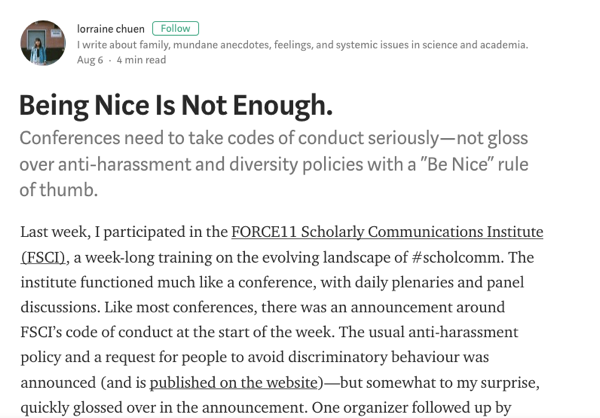 lorraine chuen Follow
I write about family, mundane anecdotes, feelings, and systemic issues in science and academia.
Aug 6 · 4 min read
Being Nice Is Not Enough.
Conferences need to take codes of conduct seriously—not gloss
over anti-harassment and diversity policies with a “Be Nice” rule
of thumb.
Last week, I participated in the FORCE11 Scholarly Communications Institute
(FSCI), a week-long training on the evolving landscape of #scholcomm. The
institute functioned much like a conference, with daily plenaries and panel
discussions. Like most conferences, there was an announcement around
FSCI’s code of conduct at the start of the week. The usual anti-harassment
policy and a request for people to avoid discriminatory behaviour was
announced (and is published on the website)—but somewhat to my surprise,
quickly glossed over in the announcement. One organizer followed up by